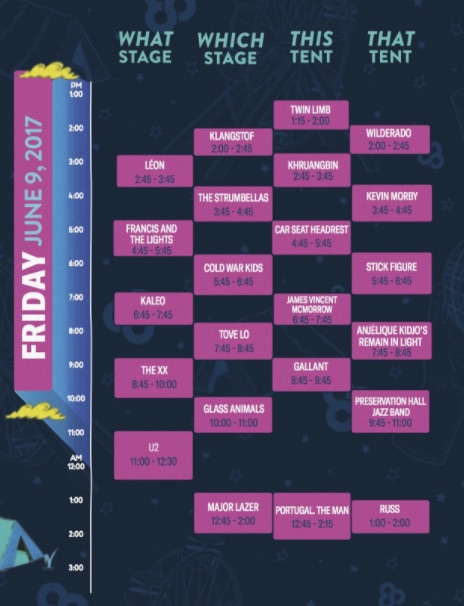 WHAT
STAGE
WHICH
STAGE
THIS
TENT
THAT
TENT
FRIDAY JUNE 9, 2017
PM
1:00
2:00
3:00
4:00
5:00
6:00
7:00
8:00
9:00
10:00
11:00
AM
12:00
1:00
2:00
3:00
LÉON
2:45 - 3:45
FRANCIS AND
THE LIGHTS
4:45 - 5:45
KALEO
6:45 - 7:45
THE XX
8:45 - 10:00
U2
11:00 - 12:30
KLANGSTOF
2:00 - 2:45
THE STRUMBELLAS
3:45 - 4:45
COLD WAR KIDS
5:45 - 6:45
TOVE LO
7:45 - 8:45
GLASS ANIMALS
10:00 - 11:00
MAJOR LAZER
12:45 - 2:00
TWIN LIMB
1:15 - 2:00
KHRUANGBIN
2:45 - 3:45
CAR SEAT HEADREST
4:45 - 5:45
JAMES VINCENT
MCMORROW
6:45 - 7:45
GALLANT
8:45 - 9:45
PORTUGAL. THE MAN
12:45 - 2:15
WILDERADO
2:00 - 2:45
KEVIN MORBY
3:45 - 4:45
STICK FIGURE
5:45 - 6:45
ANJÉLIQUE KIDJO'S
REMAIN IN LIGHT
7:45 - 8:45
PRESERVATION HALL
JAZZ BAND
9:45 - 11:00
RUSS
1:00 - 2:00